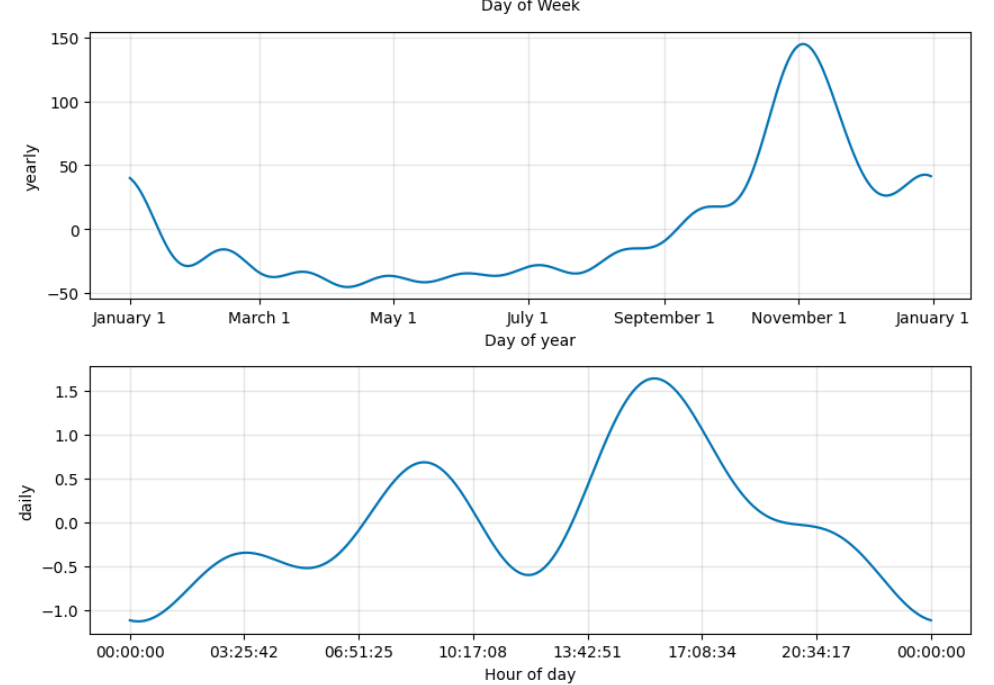 Day of Week
150
100
50
0
−50
yearly
January 1 March 1 May 1 July 1 September 1 November 1 January 1
Day of year
1.5
1.0
0.5
0.0
−0.5
−1.0
daily
00:00:00 03:25:42 06:51:25 10:17:08 13:42:51 17:08:34 20:34:17 00:00:00
Hour of day